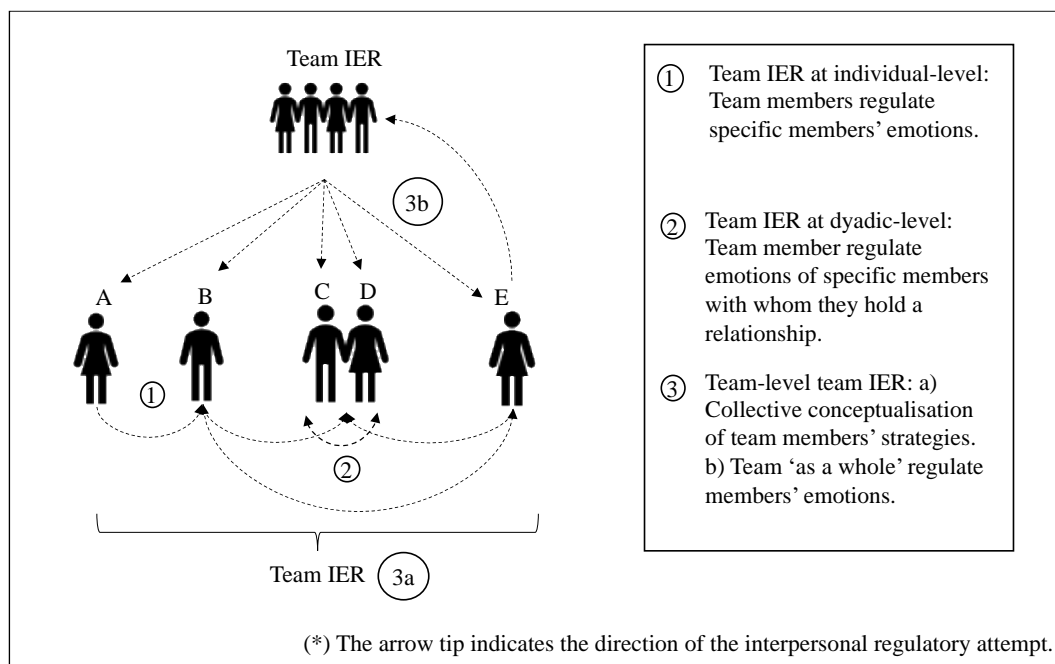 Team IER
3b
A
B
C
D
E
1
2
Team IER
3a
1
Team IER at individual-level:
Team members regulate
specific members’ emotions.
2
Team IER at dyadic-level:
Team member regulate
emotions of specific members
with whom they hold a
relationship.
3
Team-level team IER: a)
Collective conceptualisation
of team members’ strategies.
b) Team ‘as a whole’ regulate
members’ emotions.
(*) The arrow tip indicates the direction of the interpersonal regulatory attempt.